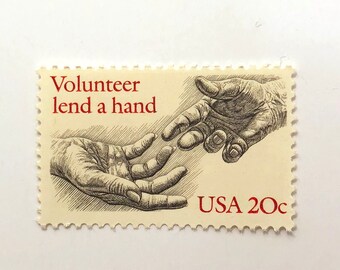 Volunteer
lend a hand
USA 20c